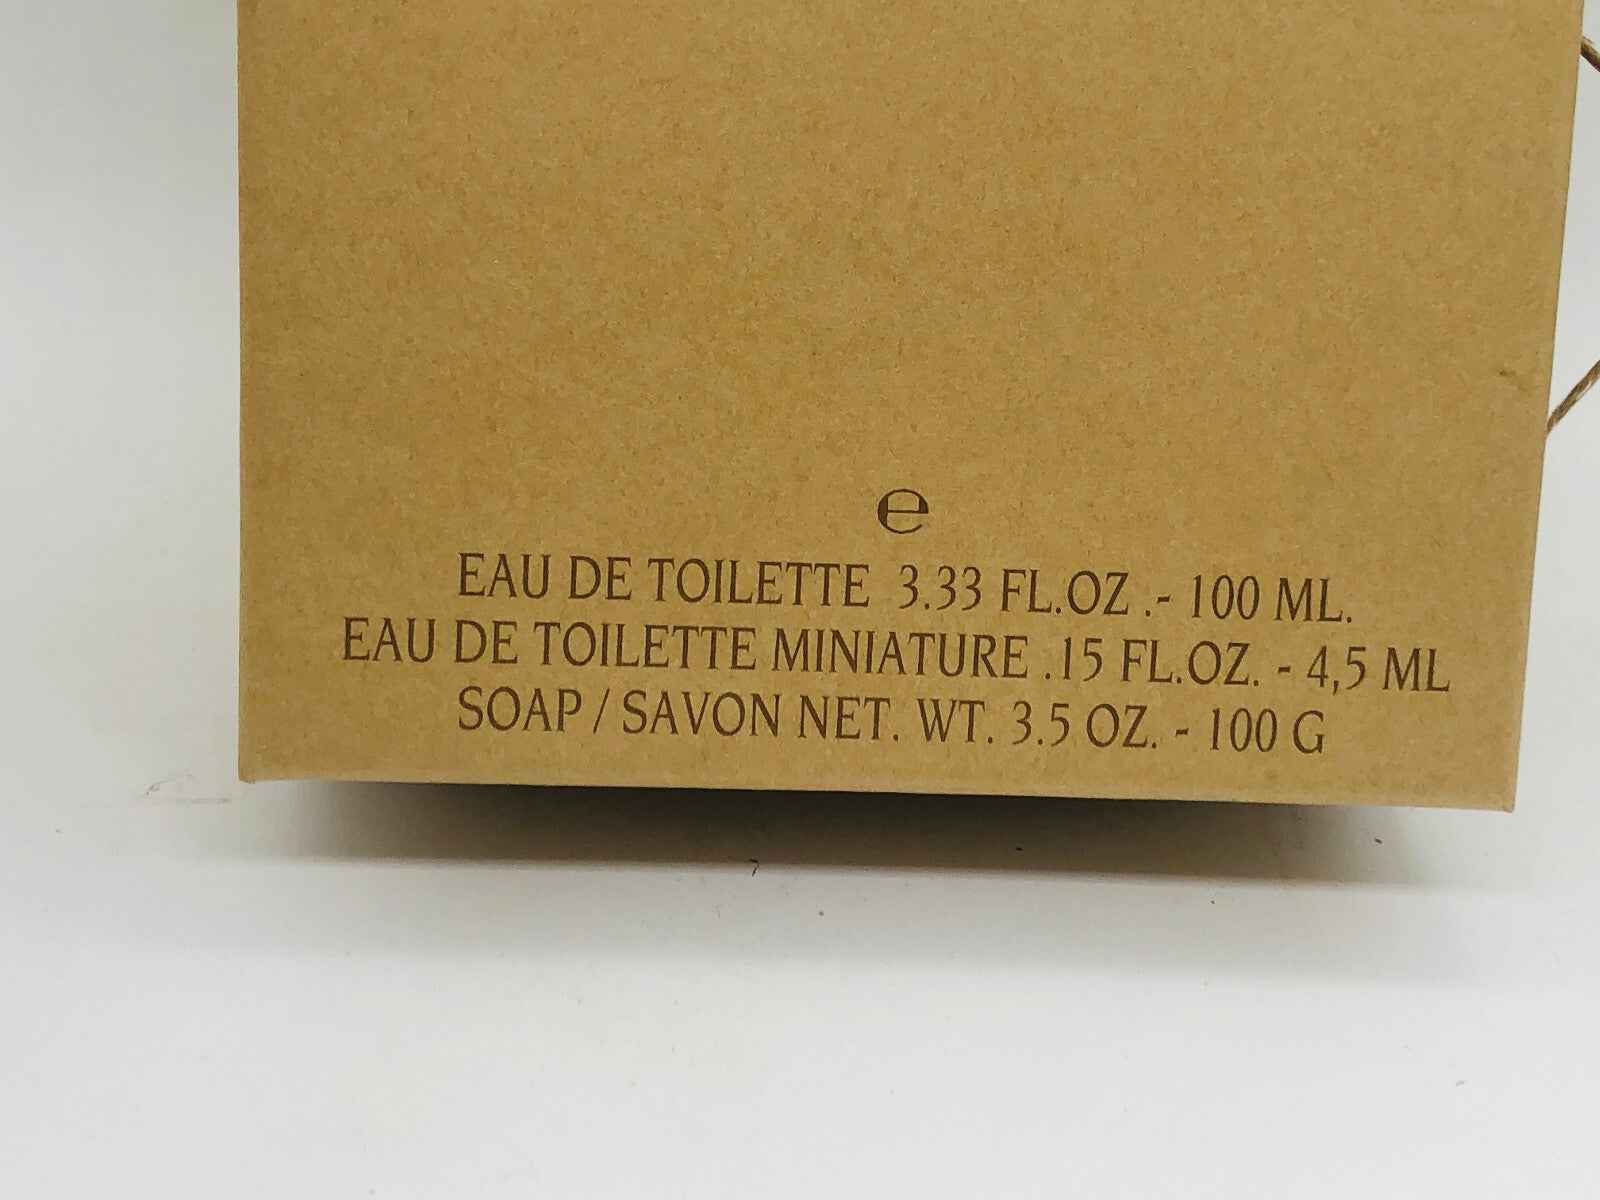 e
EAU DE TOILETTE 3.33 FL.OZ .- 100 ML.
EAU DE TOILETTE MINIATURE .15 FL.OZ. - 4,5 ML
SOAP / SAVON NET. WT. 3.5 OZ. - 100 G